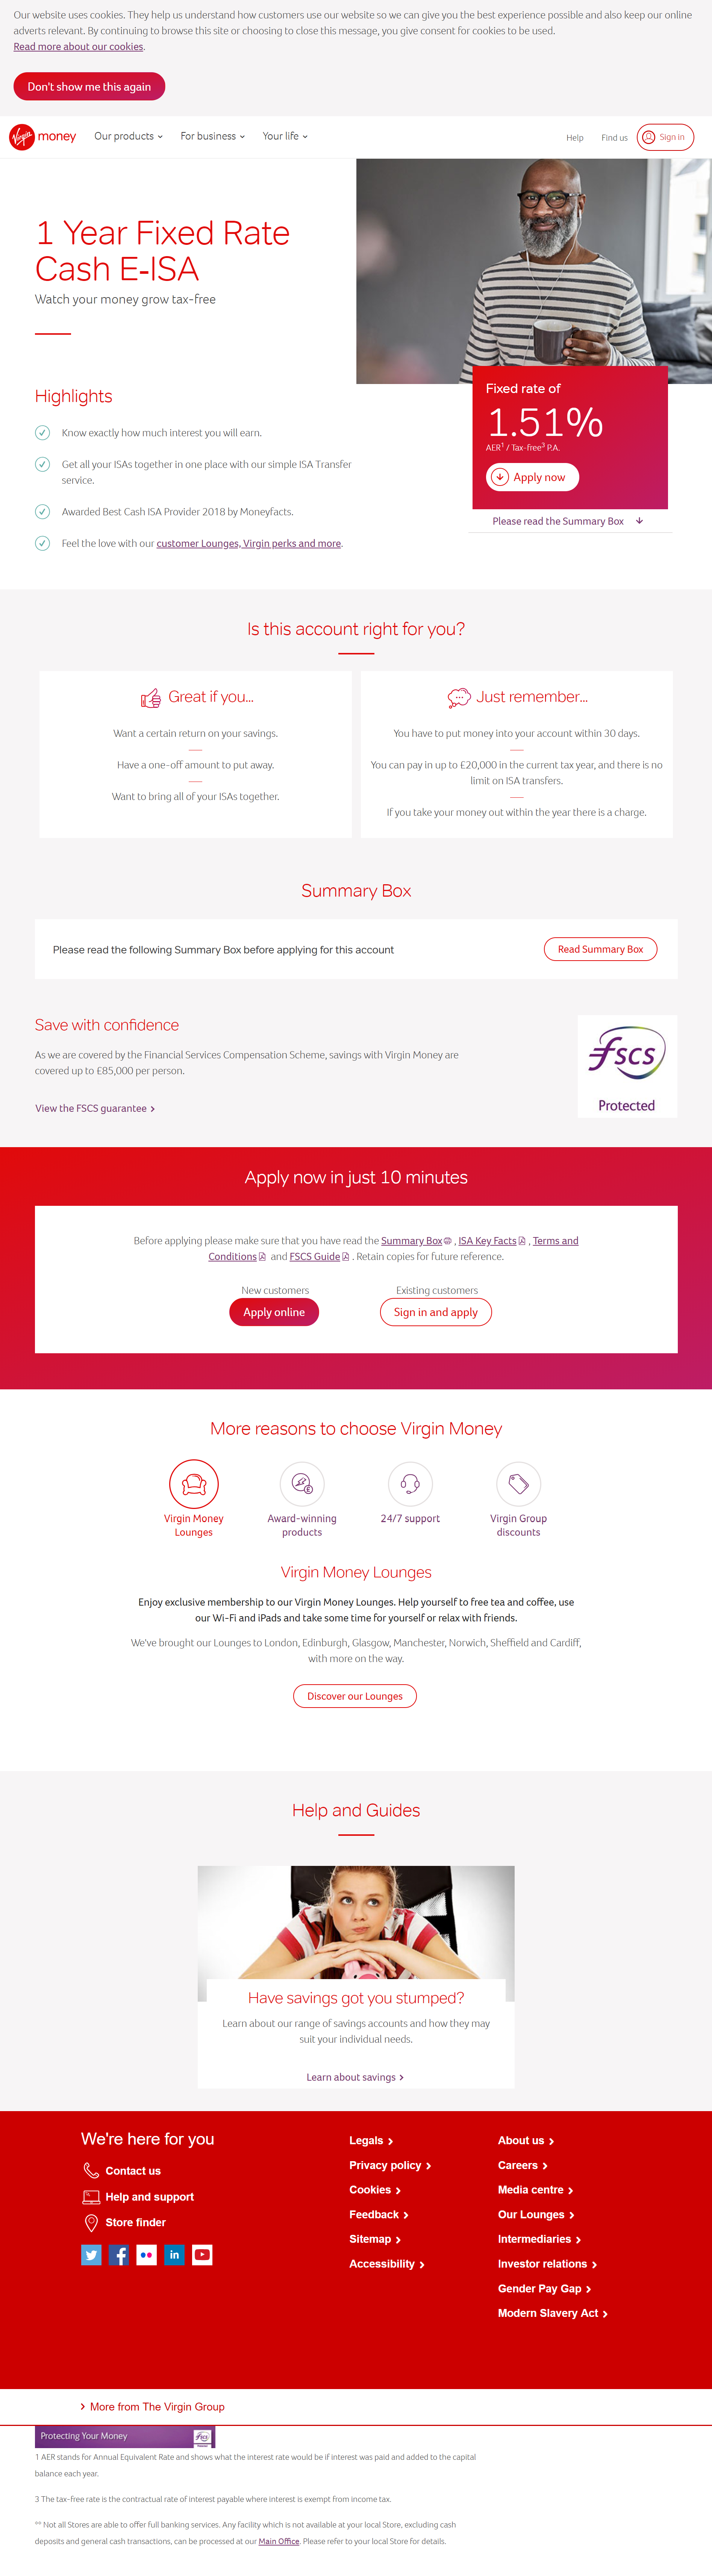 Our website uses cookies. They help us understand how customers use our website so we can give you the best experience possible and also keep our online
adverts relevant. By continuing to browse this site or choosing to close this message, you give consent for cookies to be used.
Read more about our cookies.
Don't show me this again
Virgin money
Our products
For business
Your life
Help
Find us
Sign in
1 Year Fixed Rate
Cash E-ISA
Watch your money grow tax-free
Highlights
Know exactly how much interest you will earn.
Get all your ISAs together in one place with our simple ISA Transfer
service.
Awarded Best Cash ISA Provider 2018 by Moneyfacts.
Feel the love with our customer Lounges, Virgin perks and more.
Fixed rate of
1.51%
AER1 / Tax-free3 P.A.
Apply now
Please read the Summary Box
Is this account right for you?
Great if you...
Want a certain return on your savings.
Have a one-off amount to put away.
Want to bring all of your ISAs together.
Just remember...
You have to put money into your account within 30 days.
You can pay in up to £20,000 in the current tax year, and there is no
limit on ISA transfers.
If you take your money out within the year there is a charge.
Summary Box
Please read the following Summary Box before applying for this account
Read Summary Box
Save with confidence
As we are covered by the Financial Services Compensation Scheme, savings with Virgin Money are
covered up to £85,000 per person.
View the FSCS guarantee
fscs
Protected
Apply now in just 10 minutes
Before applying please make sure that you have read the Summary Box , ISA Key Facts , Terms and
Conditions and FSCS Guide . Retain copies for future reference.
New customers
Apply online
Existing customers
Sign in and apply
More reasons to choose Virgin Money
Virgin Money
Lounges
Award-winning
products
24/7 support
Virgin Group
discounts
Virgin Money Lounges
Enjoy exclusive membership to our Virgin Money Lounges. Help yourself to free tea and coffee, use
our Wi-Fi and iPads and take some time for yourself or relax with friends.
We've brought our Lounges to London, Edinburgh, Glasgow, Manchester, Norwich, Sheffield and Cardiff,
with more on the way.
Discover our Lounges
Help and Guides
Have savings got you stumped?
Learn about our range of savings accounts and how they may
suit your individual needs.
Learn about savings
We're here for you
Contact us
Help and support
Store finder
in
Legals
Privacy policy
Cookies
Feedback
Sitemap
Accessibility
About us
Careers
Media centre
Our Lounges
Intermediaries
Investor relations
Gender Pay Gap
Modern Slavery Act
More from The Virgin Group
Protecting Your Money
fscs
1 AER stands for Annual Equivalent Rate and shows what the interest rate would be if interest was paid and added to the capital
balance each year.
3 The tax-free rate is the contractual rate of interest payable where interest is exempt from income tax.
** Not all Stores are able to offer full banking services. Any facility which is not available at your local Store, excluding cash
deposits and general cash transactions, can be processed at our Main Office. Please refer to your local Store for details.